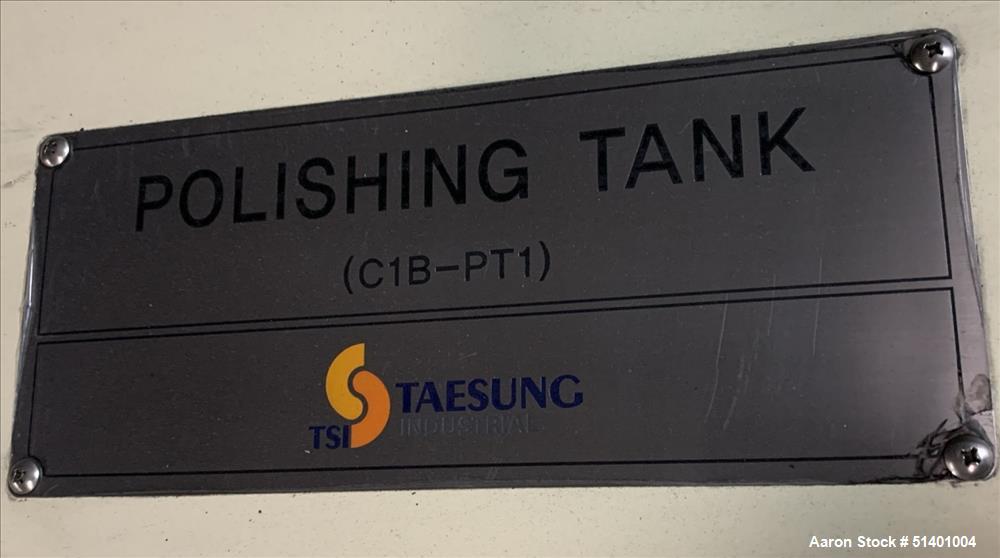 POLISHING TANK
(C1B-PT1)
TSI TAESUNG
INDUSTRIAL
Aaron Stock # 51401004